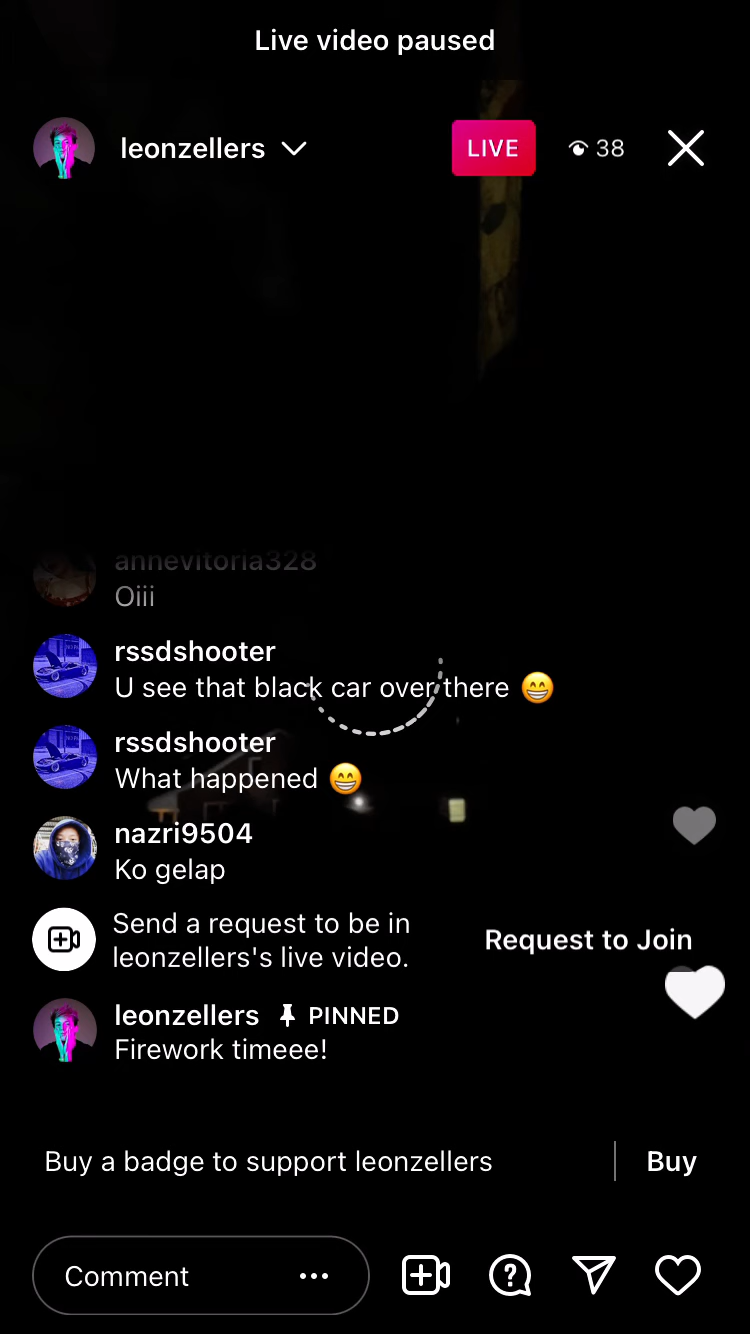 Live video paused
leonzellers
LIVE
38
annevitoria328
Oiii
rssdshooter
U see that black car over there 😁
rssdshooter
What happened 😁
nazri9504
Ko gelap
Send a request to be in
leonzellers's live video.
Request to Join
leonzellers PINNED
Firework timeee!
Buy a badge to support leonzellers
Buy
Comment